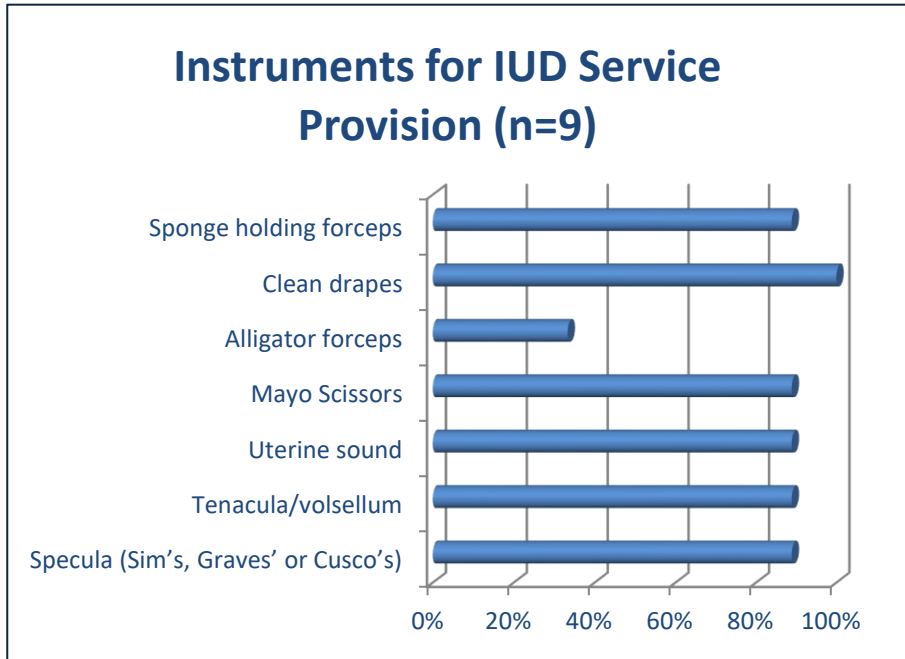 Instruments for IUD Service
Provision (n=9)
Sponge holding forceps
Clean drapes
Alligator forceps
Mayo Scissors
Uterine sound
Tenacula/volsellum
Specula (Sim’s, Graves’ or Cusco’s)
0% 20% 40% 60% 80% 100%